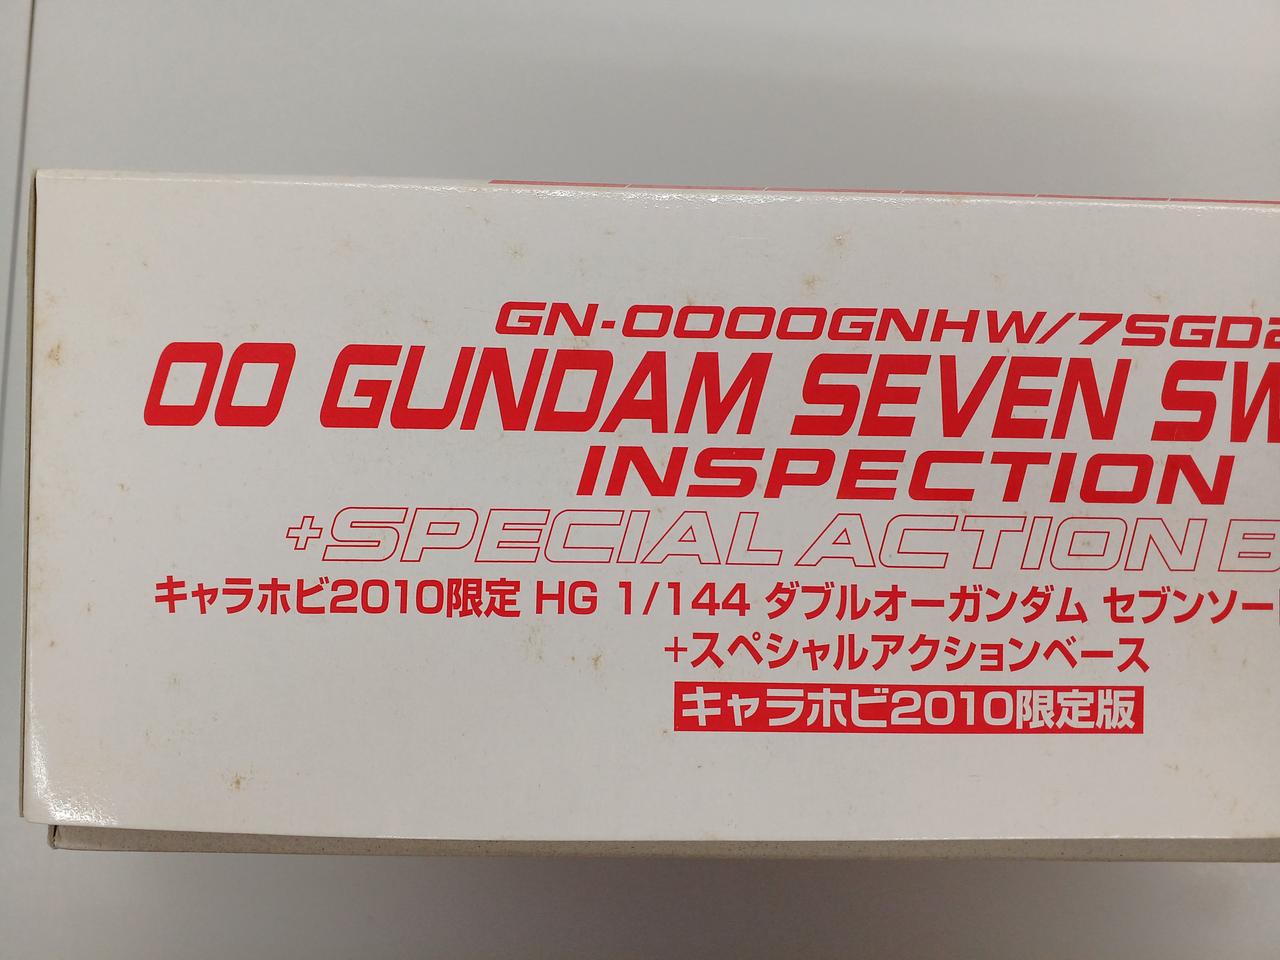 GN-0000GNHW/7SGD2
00 GUNDAM SEVEN SW
INSPECTION
+SPECIAL ACTION B
キャラホビ2010限定 HG 1/144 ダブルオーガンダム セブンソー
+スペシャルアクションベース
キャラホビ2010限定版